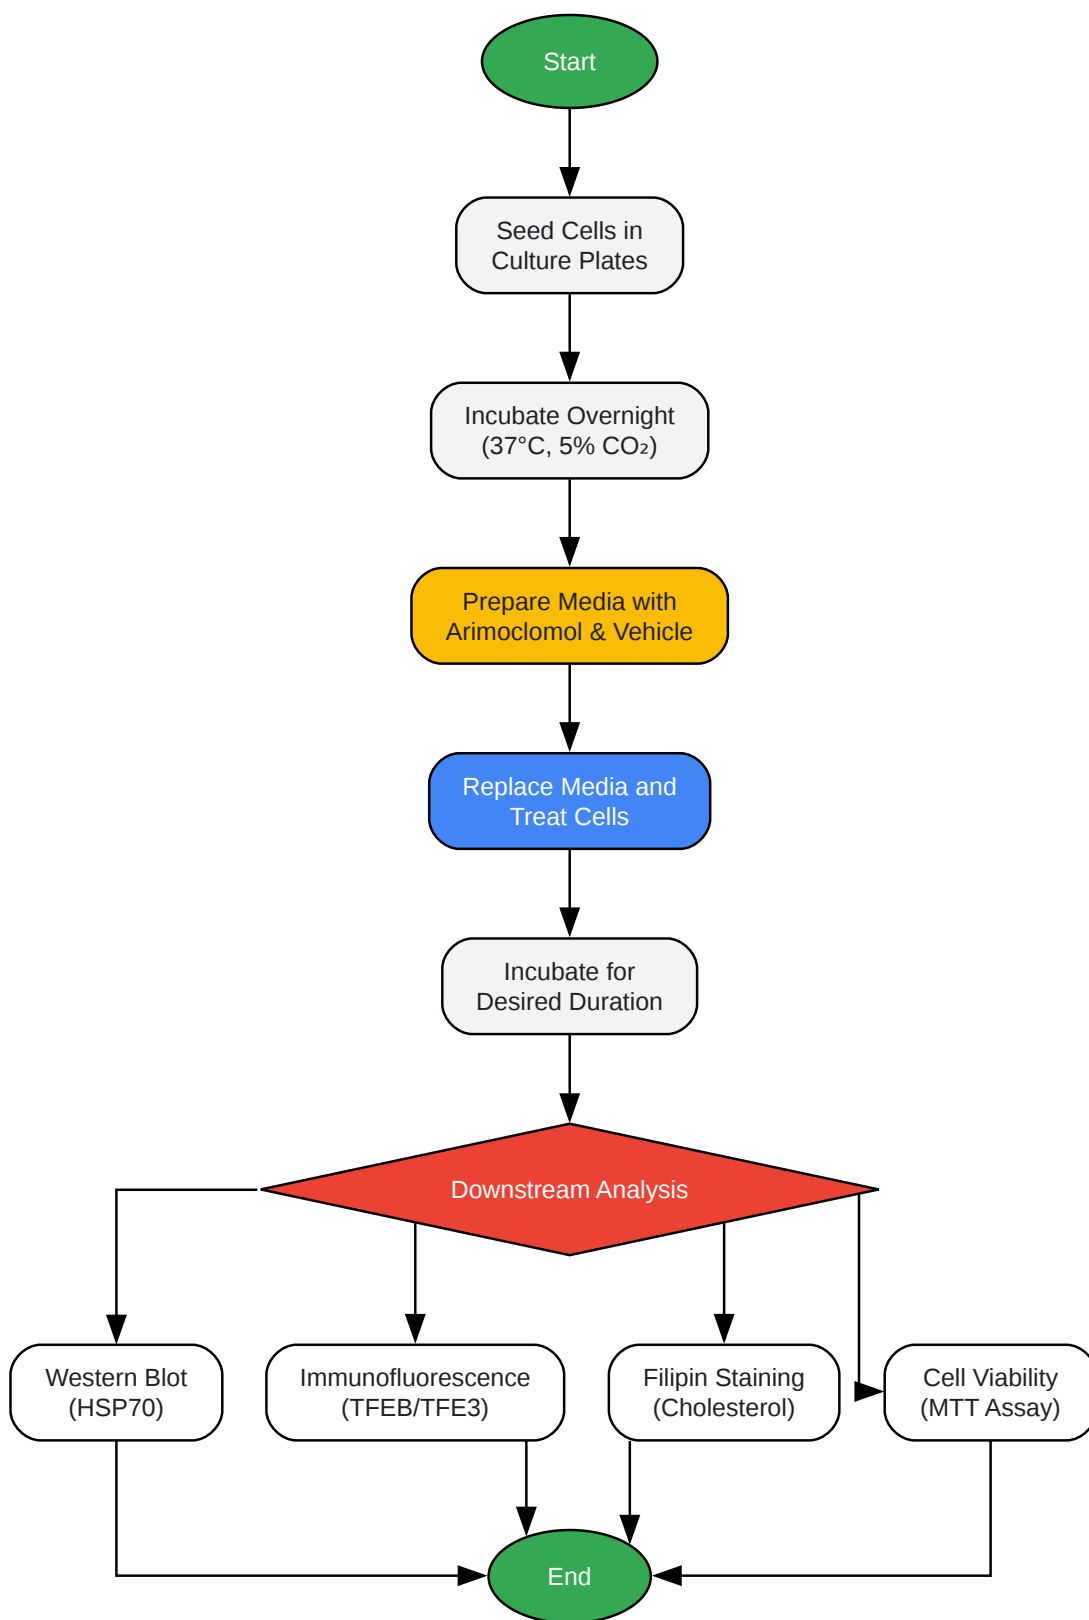 Start
Seed Cells in
Culture Plates
Incubate Overnight
(37°C, 5% CO₂)
Prepare Media with
Arimoclomol & Vehicle
Replace Media and
Treat Cells
Incubate for
Desired Duration
Downstream Analysis
Western Blot
(HSP70)
Immunofluorescence
(TFEB/TFE3)
Filipin Staining
(Cholesterol)
Cell Viability
(MTT Assay)
End